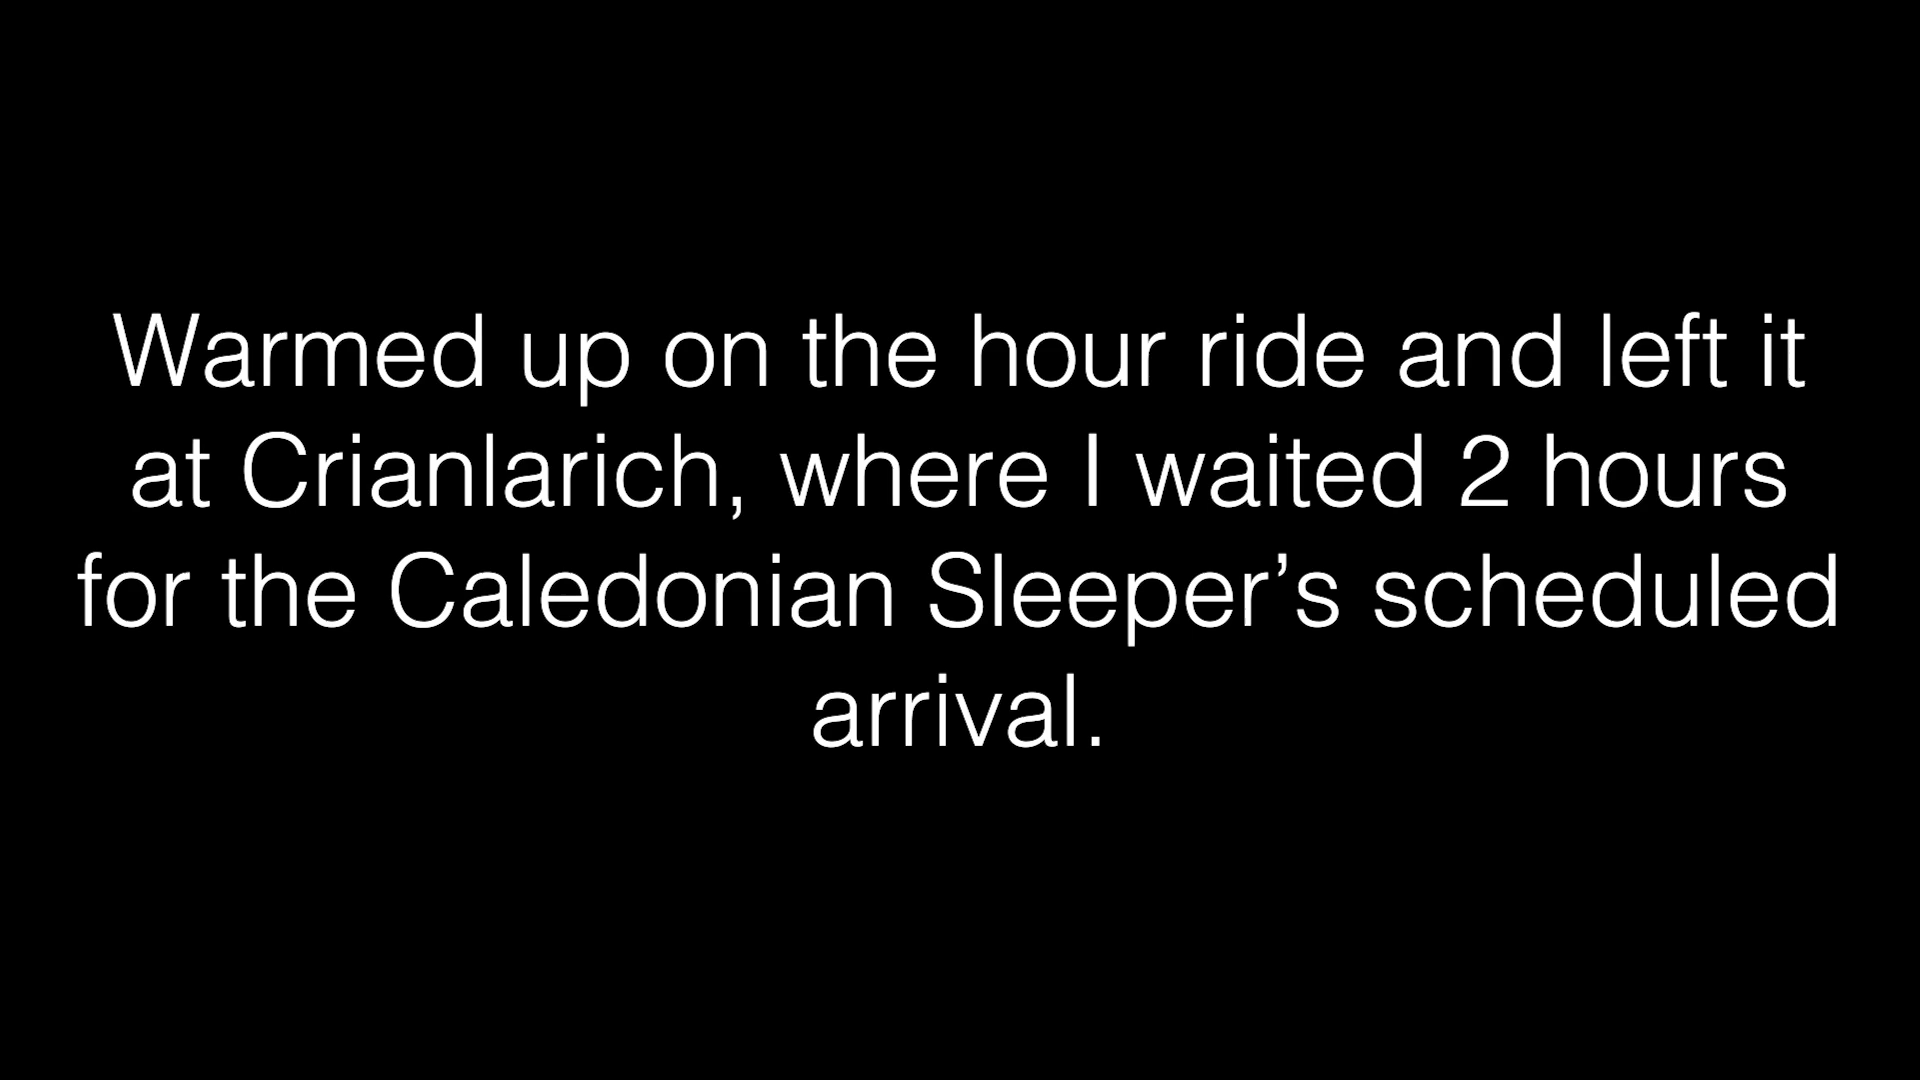 Warmed up on the hour ride and left it
at Crianlarich, where I waited 2 hours
for the Caledonian Sleeper’s scheduled
arrival.